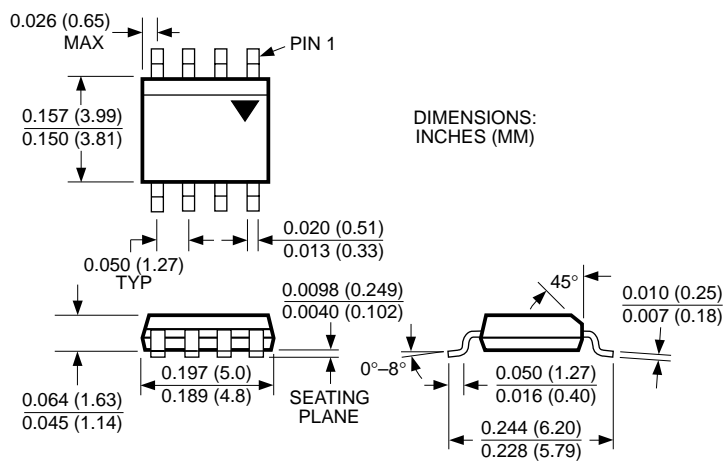 0.026 (0.65)
MAX
PIN 1
0.157 (3.99)
0.150 (3.81)
DIMENSIONS:
INCHES (MM)
0.020 (0.51)
0.013 (0.33)
0.050 (1.27)
TYP
0.0098 (0.249)
0.0040 (0.102)
45°
0.010 (0.25)
0.007 (0.18)
0°–8°
0.197 (5.0)
0.189 (4.8)
SEATING
PLANE
0.050 (1.27)
0.016 (0.40)
0.064 (1.63)
0.045 (1.14)
0.244 (6.20)
0.228 (5.79)